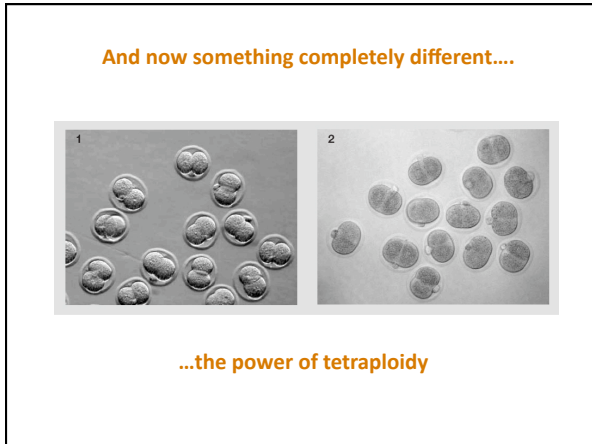 And now something completely different….
1
2
…the power of tetraploidy